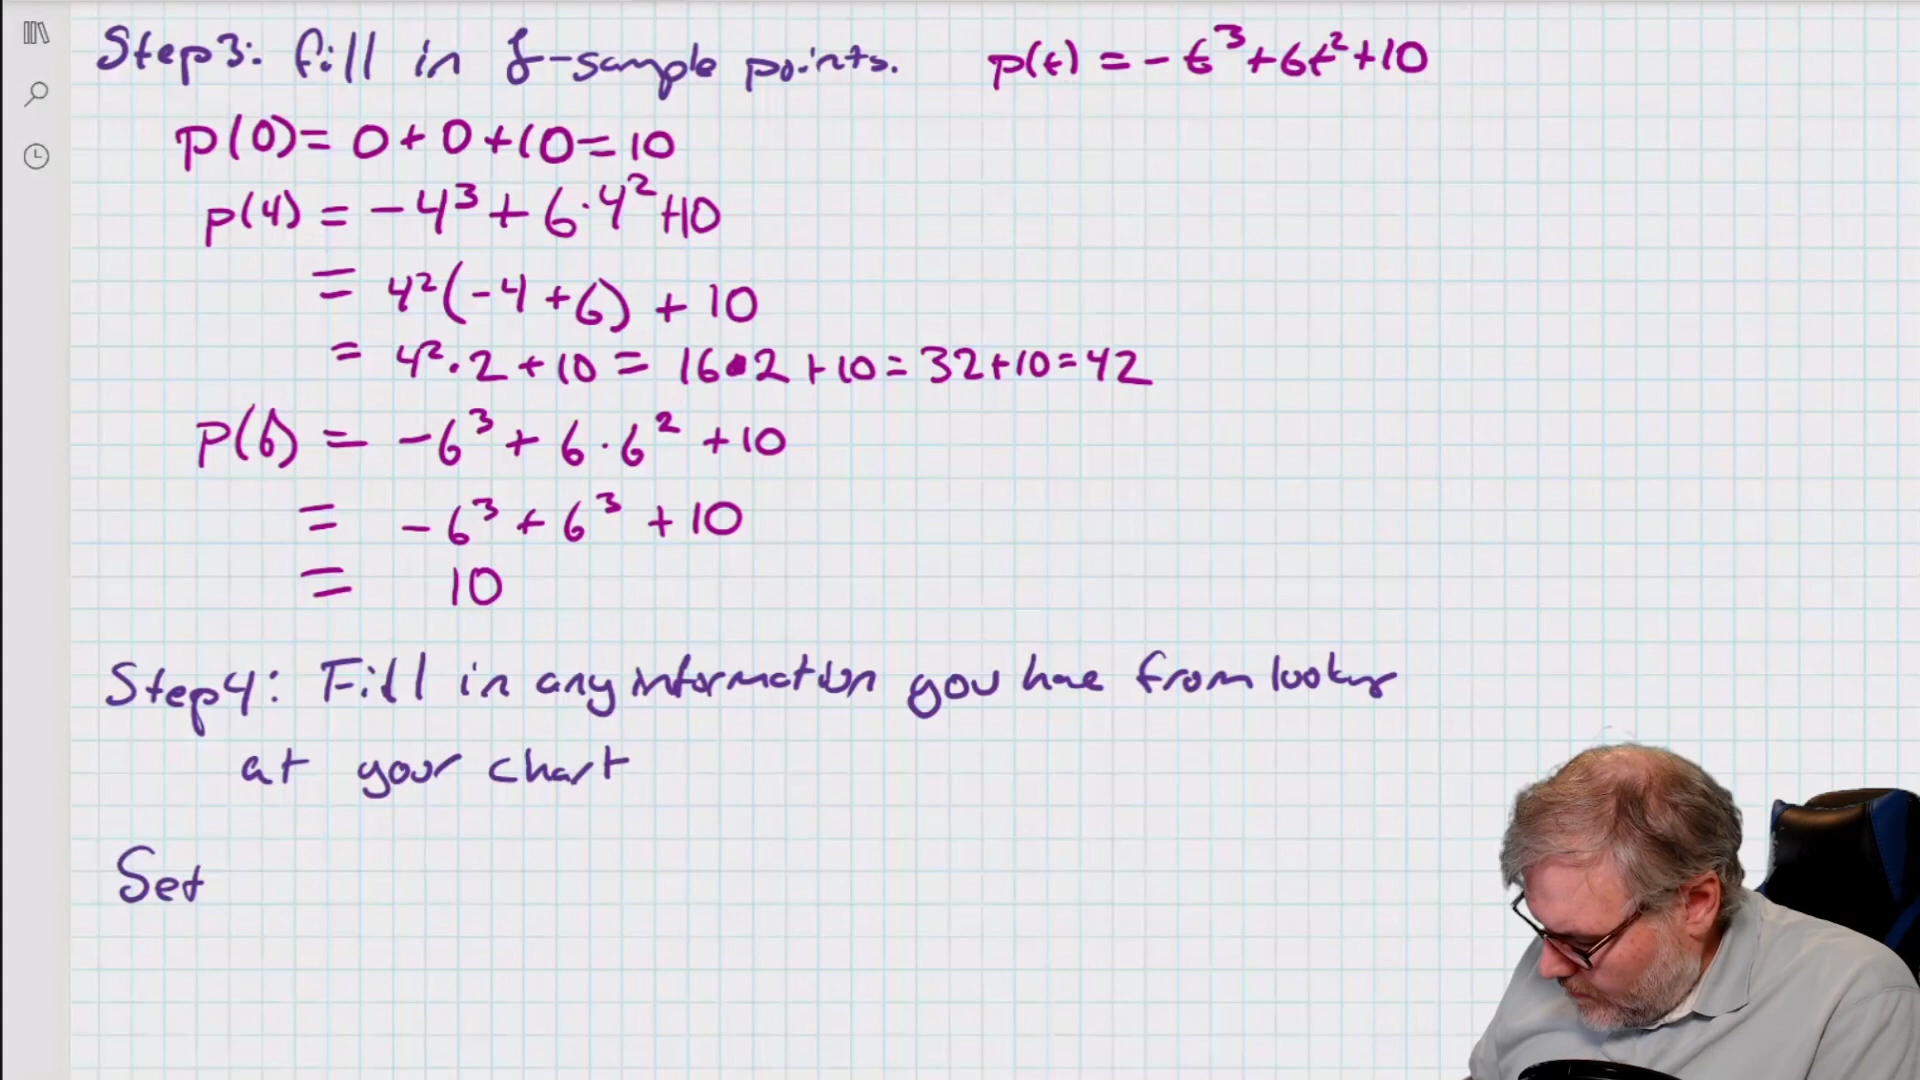 Step3: fill in f-sample points. p(t) = -t³+6t²+10
p(0)= 0+0+10=10
p(4) = -4³+6·4²+10
= 4²(-4+6)+10
= 4²·2+10 = 16·2+10=32+10=42
p(6) = -6³+6·6²+10
= -6³+6³+10
= 10
Step4: Fill in any information you have from looking
at your chart
Set